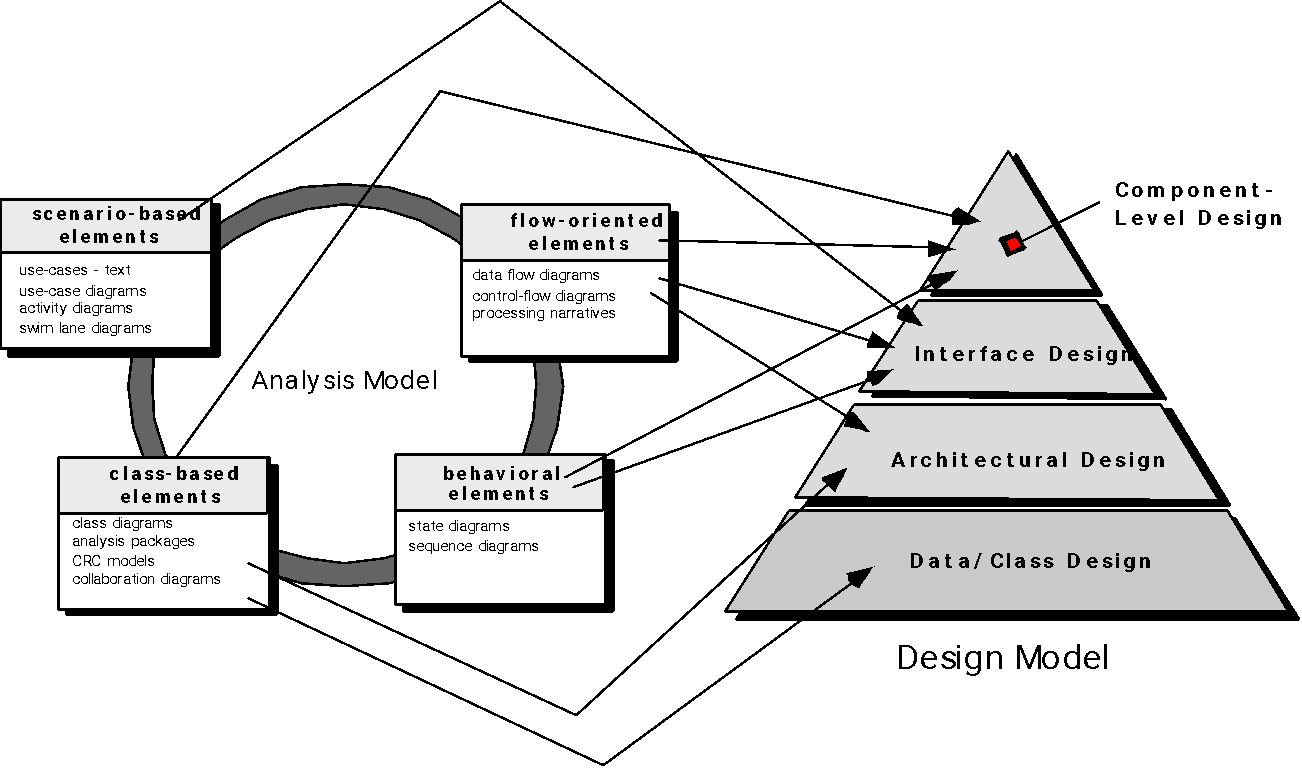 scenario-based
elements
use-cases - text
use-case diagrams
activity diagrams
swim lane diagrams
flow-oriented
elements
data flow diagrams
control-flow diagrams
processing narratives
Analysis Model
class-based
elements
class diagrams
analysis packages
CRC models
collaboration diagrams
behavioral
elements
state diagrams
sequence diagrams
Component-
Level Design
Interface Design
Architectural Design
Data/Class Design
Design Model